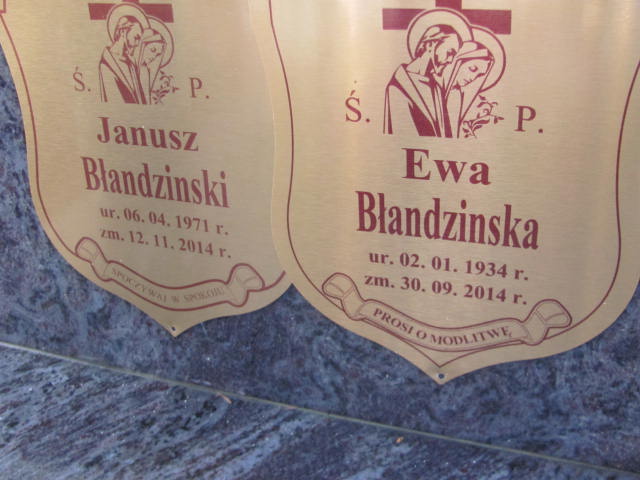 Ś. P.
Janusz
Błandzinski
ur. 06. 04. 1971 r.
zm. 12. 11. 2014 r.
SPOCZYWAJ W SPOKOJU
Ś. P.
Ewa
Błandzinska
ur. 02. 01. 1934 r.
zm. 30. 09. 2014 r.
PROSI O MODLITWĘ